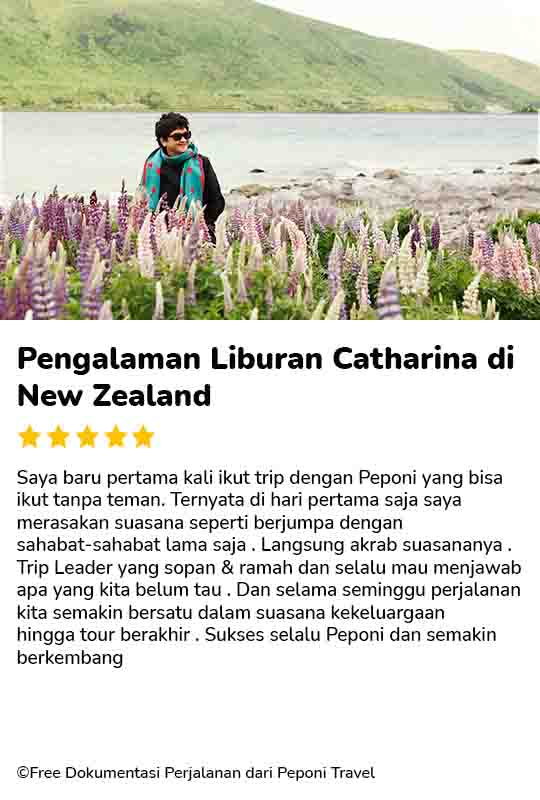 Pengalaman Liburan Catharina di
New Zealand
Saya baru pertama kali ikut trip dengan Peponi yang bisa
ikut tanpa teman. Ternyata di hari pertama saja saya
merasakan suasana seperti berjumpa dengan
sahabat-sahabat lama saja . Langsung akrab suasananya .
Trip Leader yang sopan & ramah dan selalu mau menjawab
apa yang kita belum tau . Dan selama seminggu perjalanan
kita semakin bersatu dalam suasana kekeluargaan
hingga tour berakhir . Sukses selalu Peponi dan semakin
berkembang
©Free Dokumentasi Perjalanan dari Peponi Travel